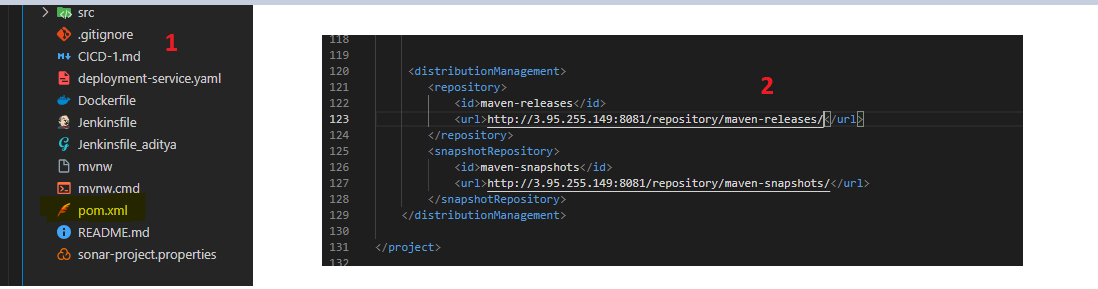 src
.gitignore
1
CICD-1.md
deployment-service.yaml
Dockerfile
Jenkinsfile
Jenkinsfile_aditya
mvnw
mvnw.cmd
pom.xml
README.md
sonar-project.properties
118
119
120 <distributionManagement>
2
121 <repository>
122 <id>maven-releases</id>
123 <url>http://3.95.255.149:8081/repository/maven-releases/</url>
124 </repository>
125 <snapshotRepository>
126 <id>maven-snapshots</id>
127 <url>http://3.95.255.149:8081/repository/maven-snapshots/</url>
128 </snapshotRepository>
129 </distributionManagement>
130
131 </project>
132